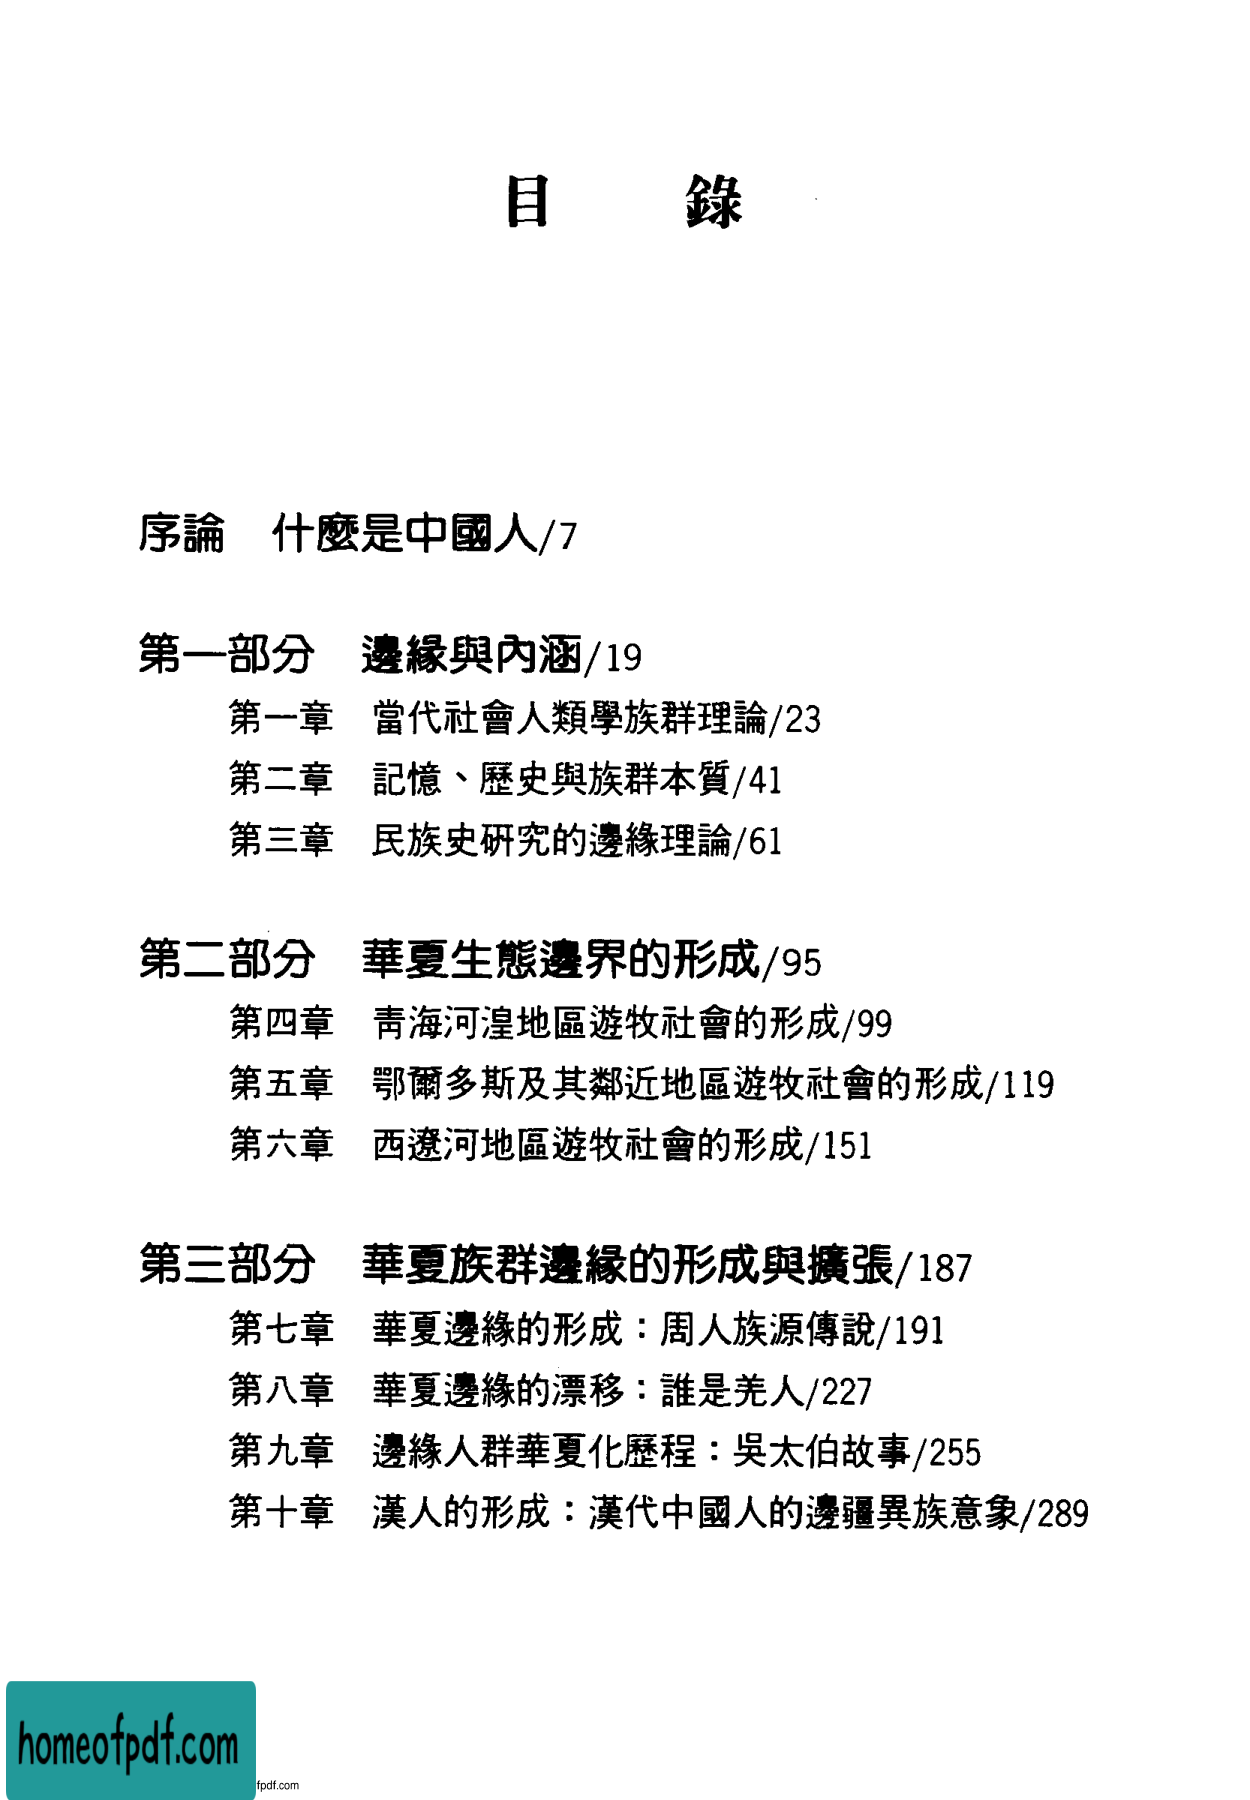 目　　錄
序論　什麼是中國人/7
第一部分　邊緣與內涵/19
第一章　當代社會人類學族群理論/23
第二章　記憶、歷史與族群本質/41
第三章　民族史研究的邊緣理論/61
第二部分　華夏生態邊界的形成/95
第四章　青海河湟地區遊牧社會的形成/99
第五章　鄂爾多斯及其鄰近地區遊牧社會的形成/119
第六章　西遼河地區遊牧社會的形成/151
第三部分　華夏族群邊緣的形成與擴張/187
第七章　華夏邊緣的形成：周人族源傳說/191
第八章　華夏邊緣的漂移：誰是羌人/227
第九章　邊緣人群華夏化歷程：吳太伯故事/255
第十章　漢人的形成：漢代中國人的邊疆異族意象/289
homeofpdf.com
fpdf.com